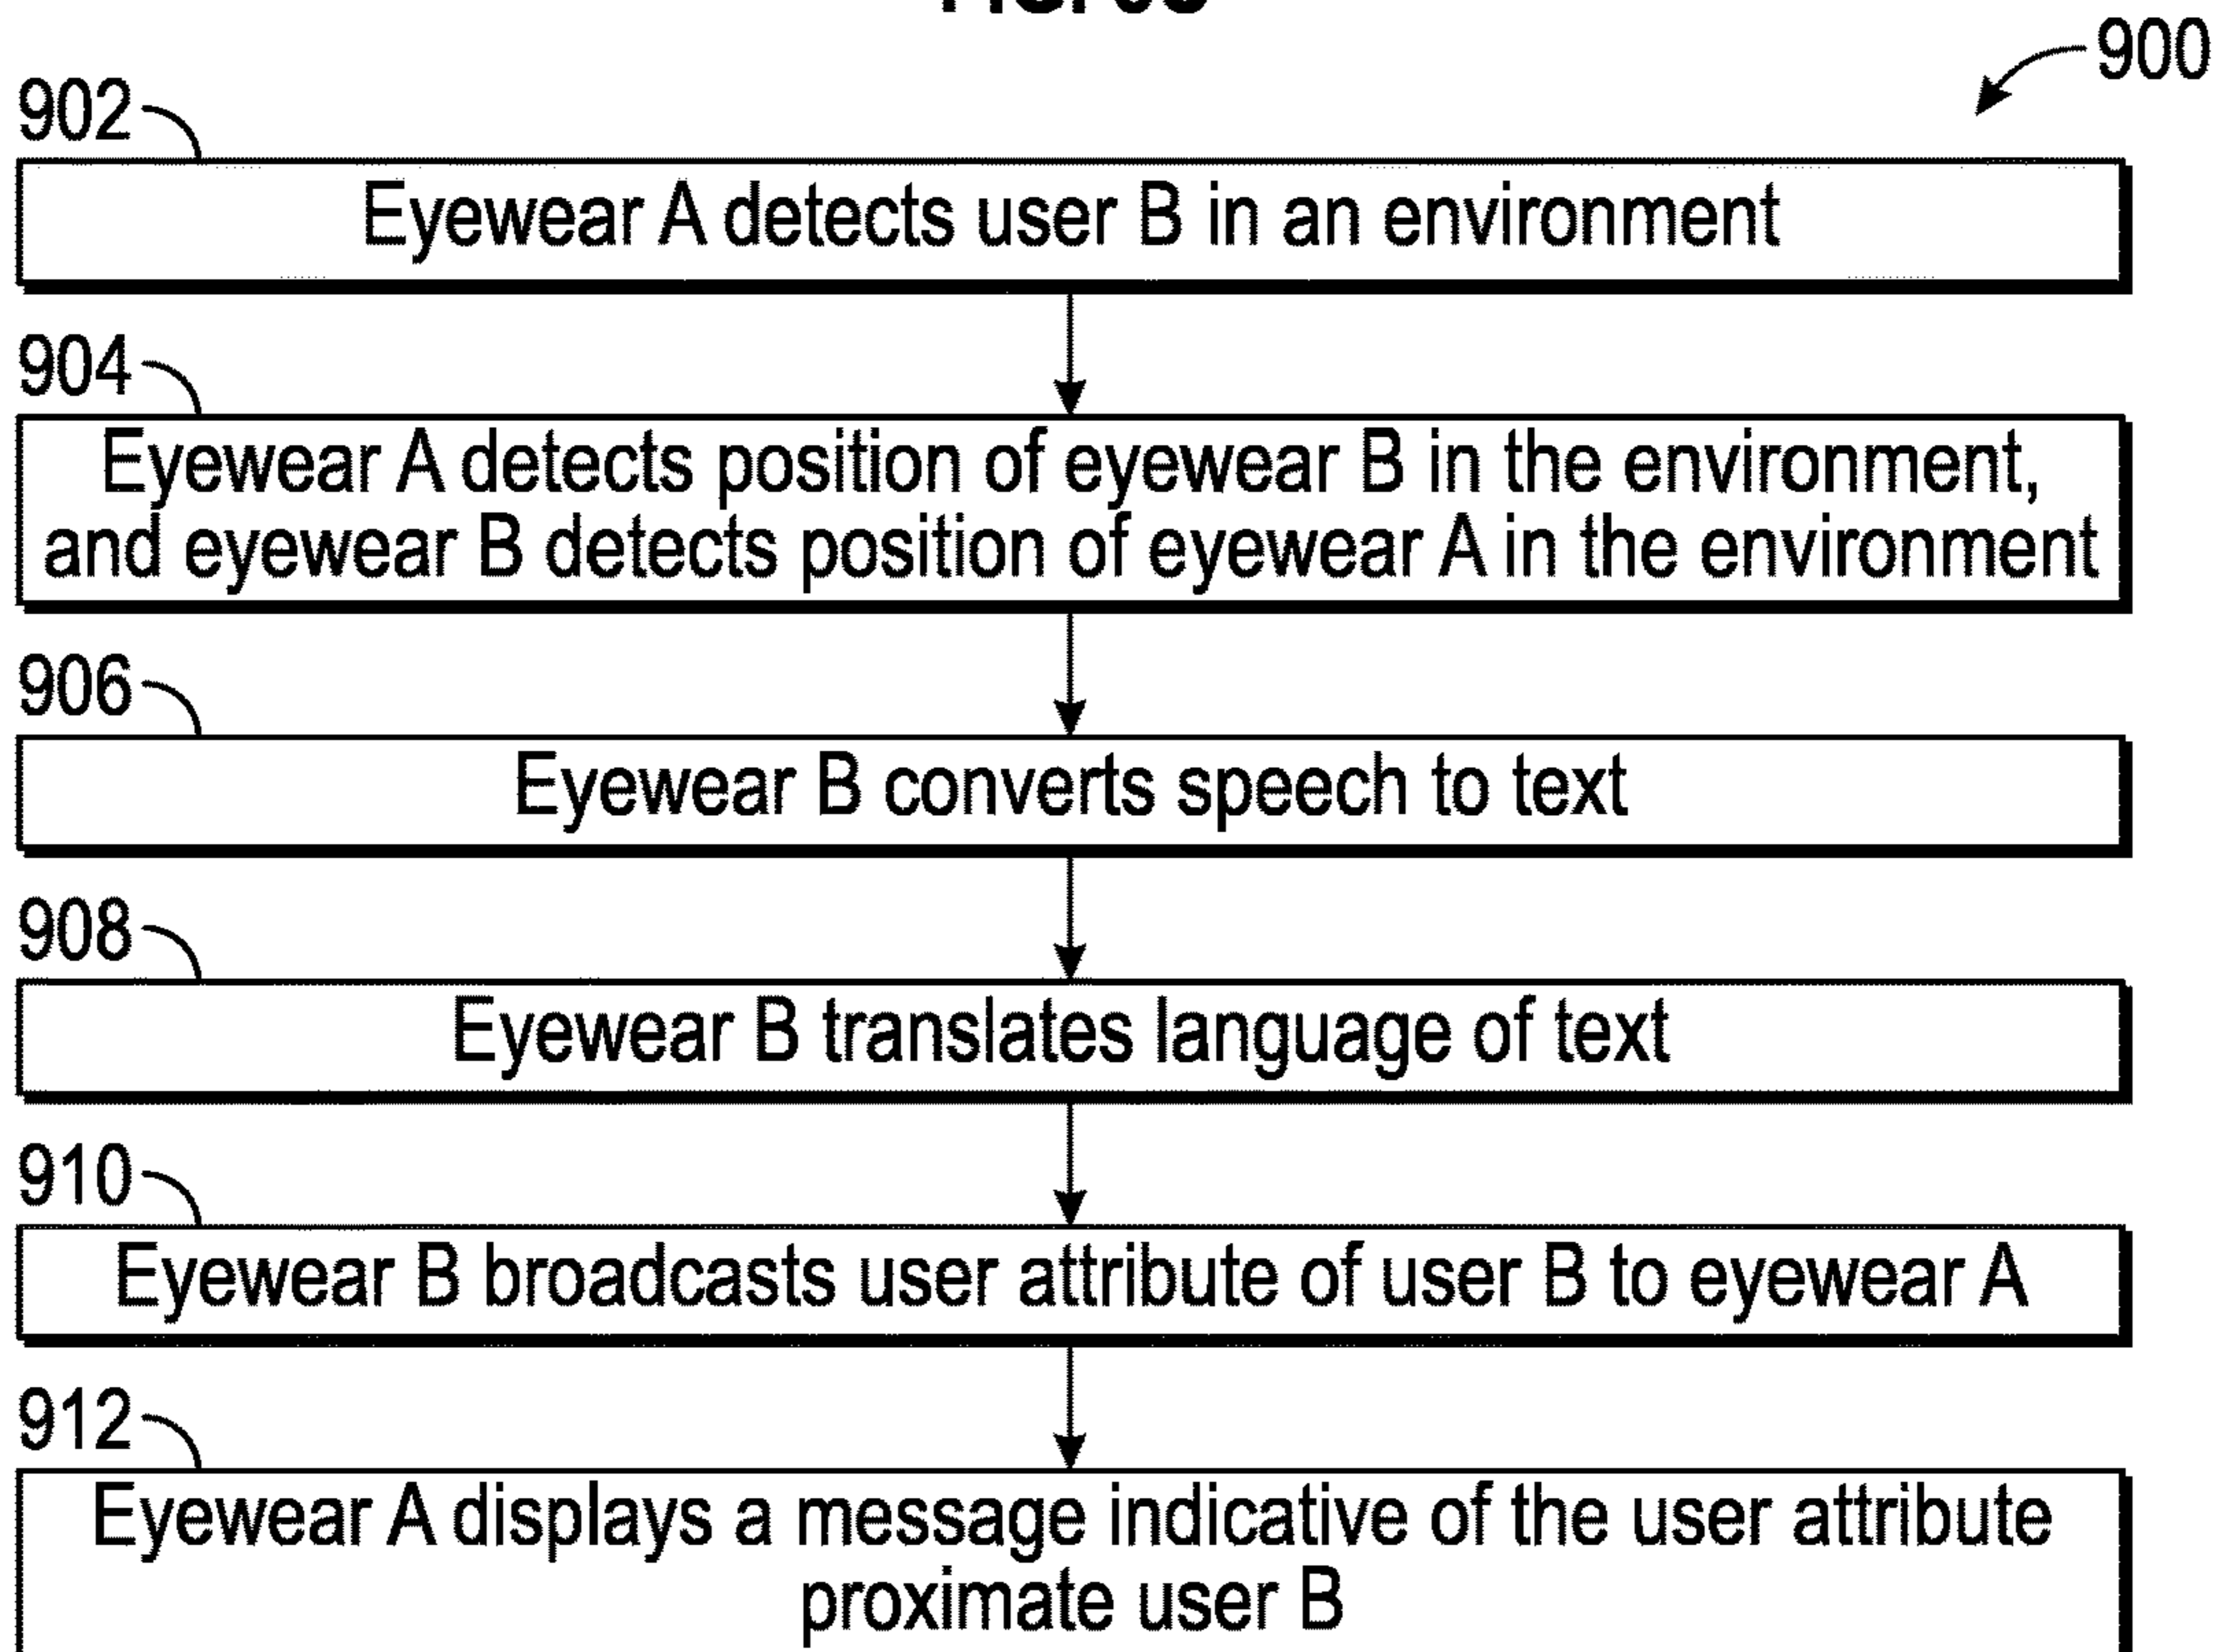 900
902
Eyewear A detects user B in an environment
904
Eyewear A detects position of eyewear B in the environment,
and eyewear B detects position of eyewear A in the environment
906
Eyewear B converts speech to text
908
Eyewear B translates language of text
910
Eyewear B broadcasts user attribute of user B to eyewear A
912
Eyewear A displays a message indicative of the user attribute
proximate user B